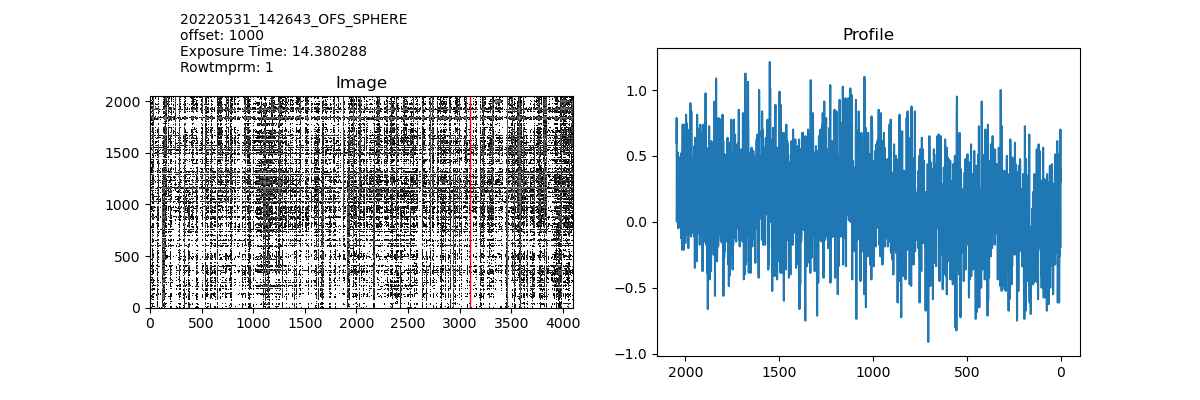 20220531_142643_OFS_SPHERE
offset: 1000
Exposure Time: 14.380288
Rowtmprm: 1
Image
2000
1500
1000
500
0
0 500 1000 1500 2000 2500 3000 3500 4000
Profile
1.0
0.5
0.0
−0.5
−1.0
2000 1500 1000 500 0